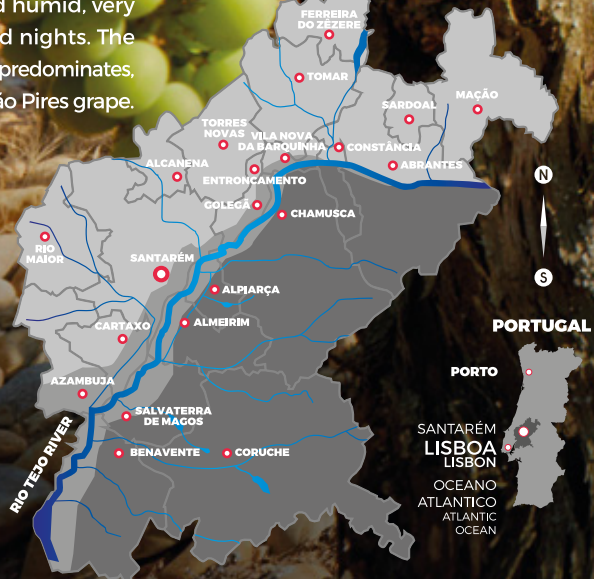 d humid, very
d nights. The
predominates,
ão Pires grape.
FERREIRA
DO ZÊZERE
TOMAR
MAÇÃO
SARDOAL
TORRES
NOVAS
VILA NOVA
DA BARQUINHA
CONSTÂNCIA
ALCANENA
ABRANTES
ENTRONCAMENTO
GOLEGÃ
CHAMUSCA
N
S
RIO
MAIOR
SANTARÉM
ALPIARÇA
CARTAXO
ALMEIRIM
AZAMBUJA
SALVATERRA
DE MAGOS
BENAVENTE
CORUCHE
RIO TEJO RIVER
PORTUGAL
PORTO
SANTARÉM
LISBOA
LISBON
OCEANO
ATLANTICO
ATLANTIC
OCEAN